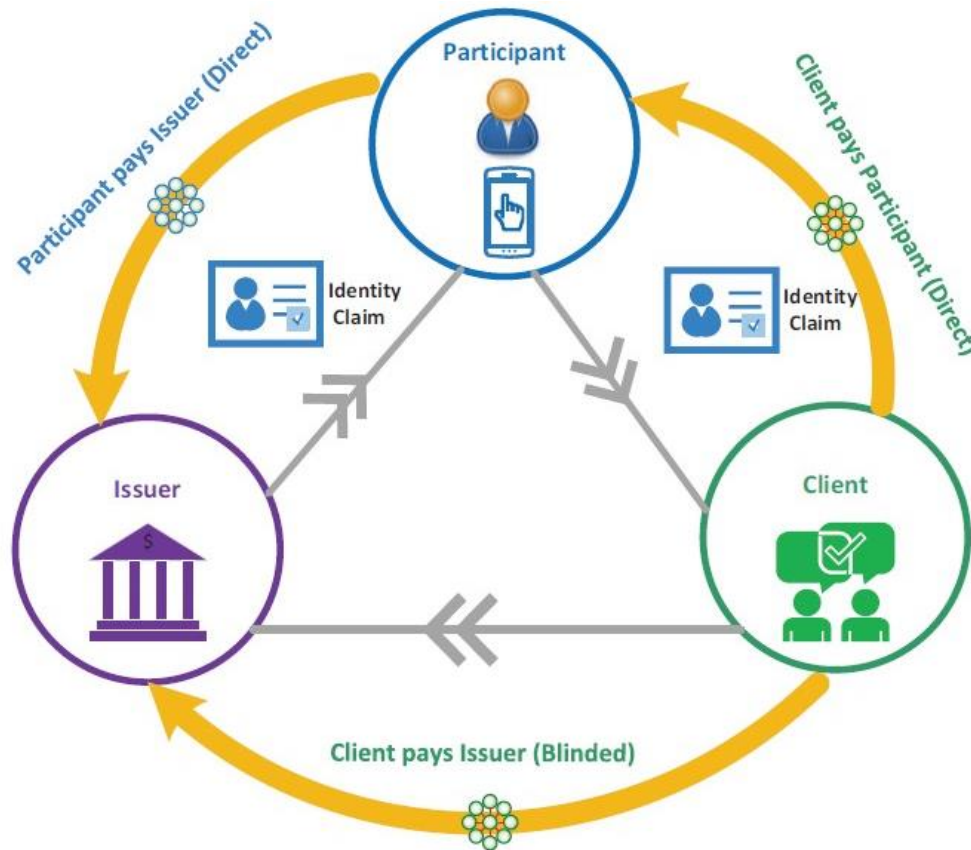 Participant
Participant pays Issuer (Direct)
Client pays Participant (Direct)
Identity
Claim
Identity
Claim
Issuer
$
Client
Client pays Issuer (Blinded)